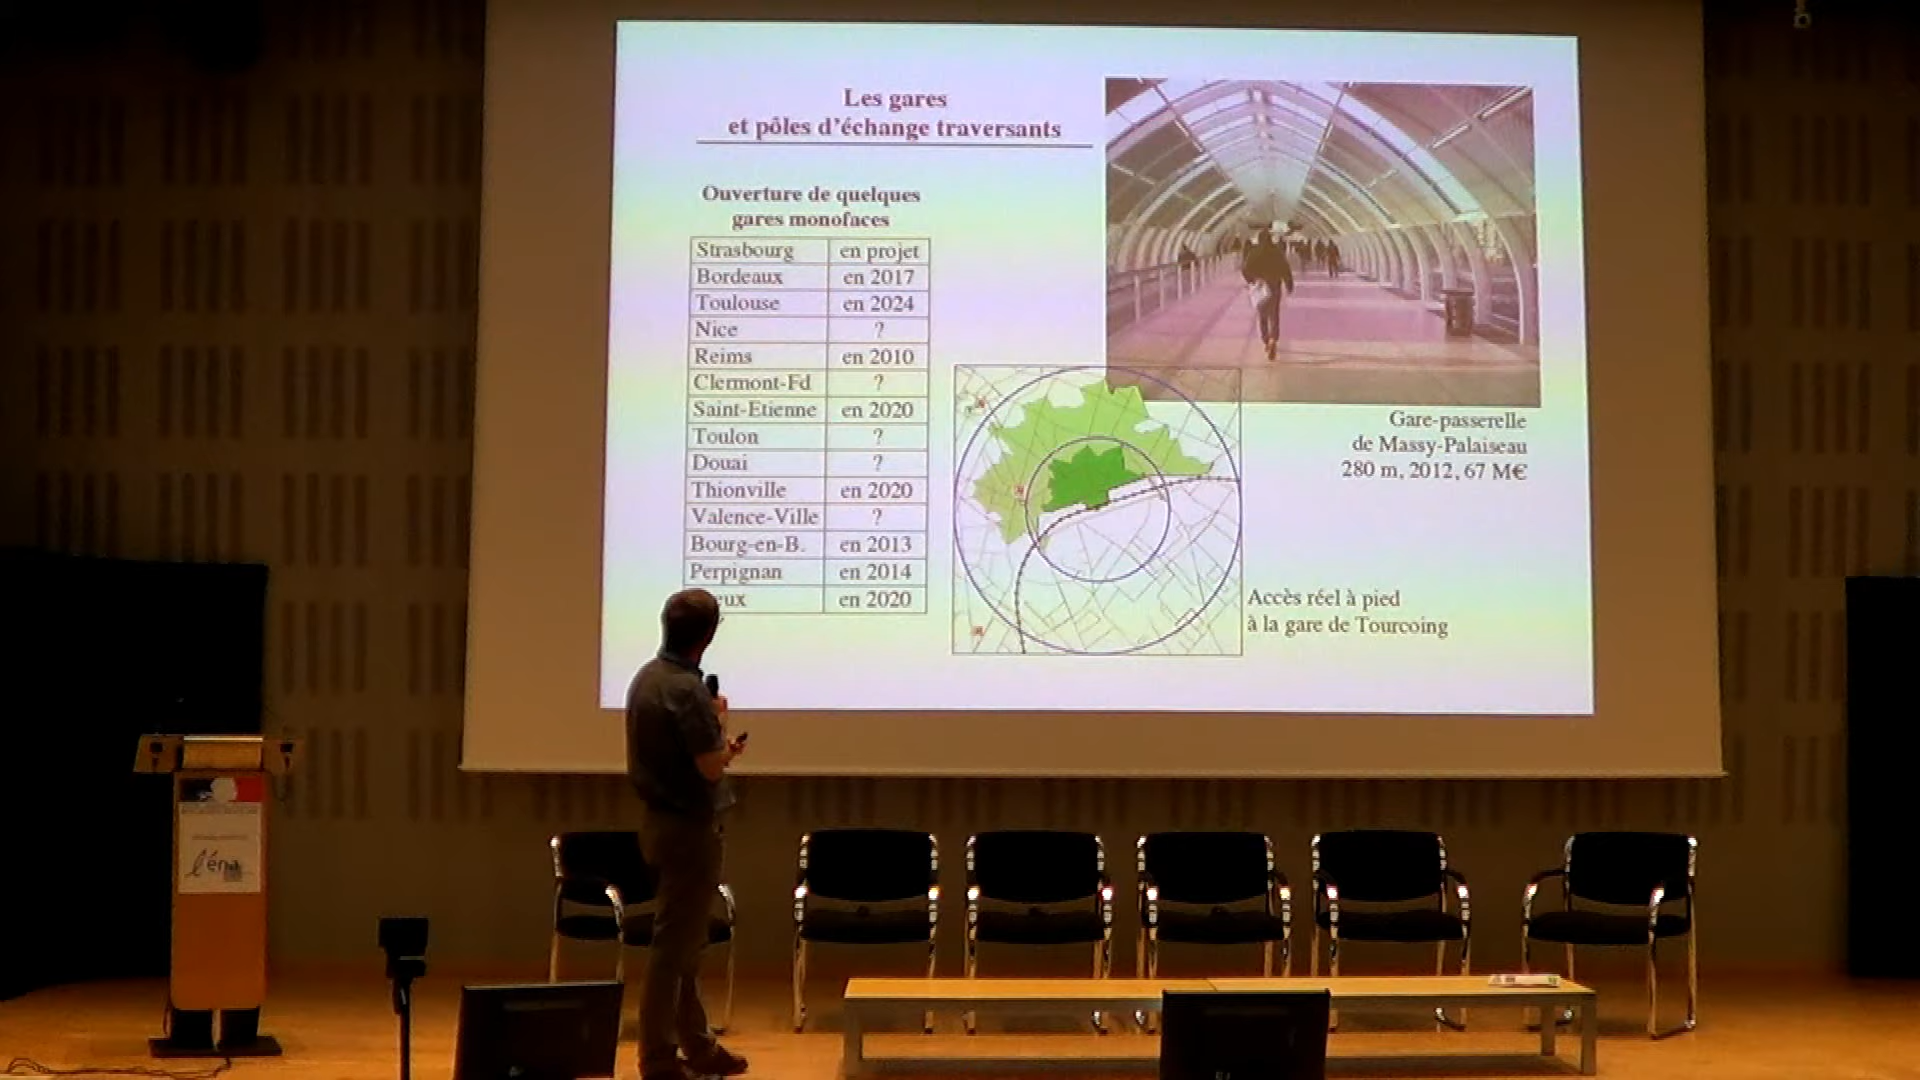 Les gares
et pôles d'échange traversants
Ouverture de quelques
gares monofaces
Strasbourg en projet
Bordeaux en 2017
Toulouse en 2024
Nice ?
Reims en 2010
Clermont-Fd ?
Saint-Etienne en 2020
Toulon ?
Douai ?
Thionville en 2020
Valence-Ville ?
Bourg-en-B. en 2013
Perpignan en 2014
eux en 2020
Gare-passerelle
de Massy-Palaiseau
280 m, 2012, 67 M€
Accès réel à pied
à la gare de Tourcoing
l'éna